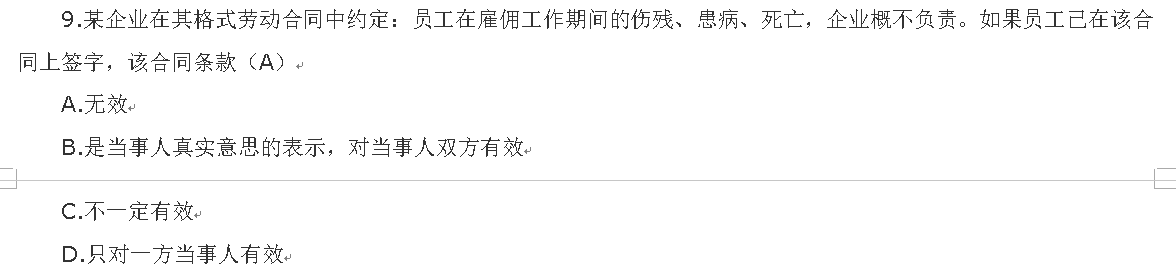 9.某企业在其格式劳动合同中约定：员工在雇佣工作期间的伤残、患病、死亡，企业概不负责。如果员工已在该合
同上签字，该合同条款（A）
A.无效
B.是当事人真实意思的表示，对当事人双方有效
C.不一定有效
D.只对一方当事人有效